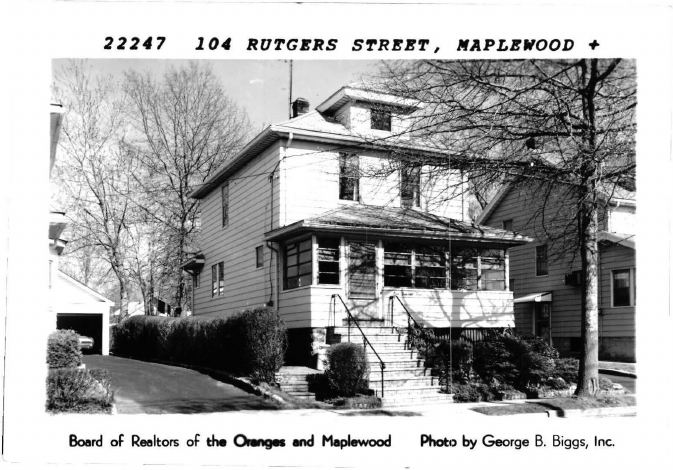 22247 104 RUTGERS STREET, MAPLEWOOD +
Board of Realtors of the Oranges and Maplewood Photo by George B. Biggs, Inc.